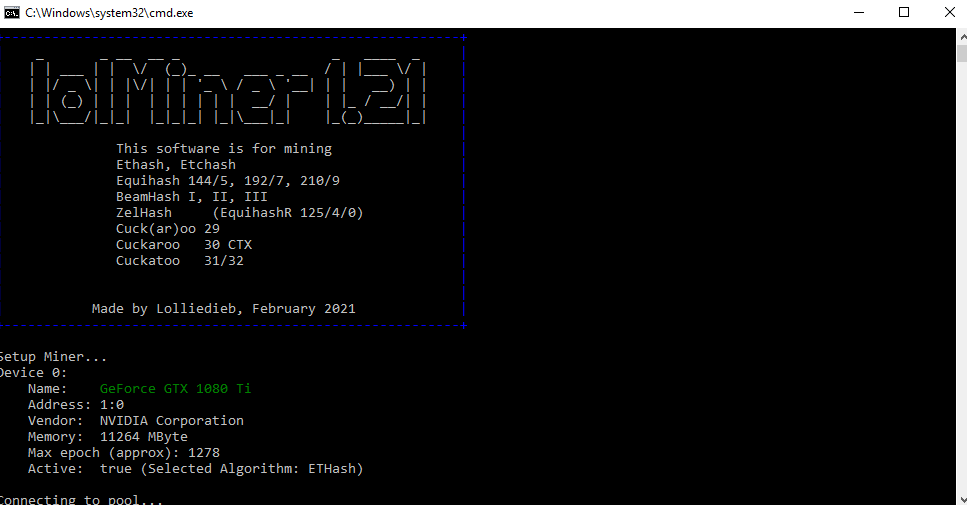 C:\Windows\system32\cmd.exe
lolMiner 1.21
This software is for mining
Ethash, Etchash
Equihash 144/5, 192/7, 210/9
BeamHash I, II, III
ZelHash (EquihashR 125/4/0)
Cuck(ar)oo 29
Cuckaroo 30 CTX
Cuckatoo 31/32
Made by Lolliedieb, February 2021
Setup Miner...
Device 0:
Name: GeForce GTX 1080 Ti
Address: 1:0
Vendor: NVIDIA Corporation
Memory: 11264 MByte
Max epoch (approx): 1278
Active: true (Selected Algorithm: ETHash)
Connecting to pool...